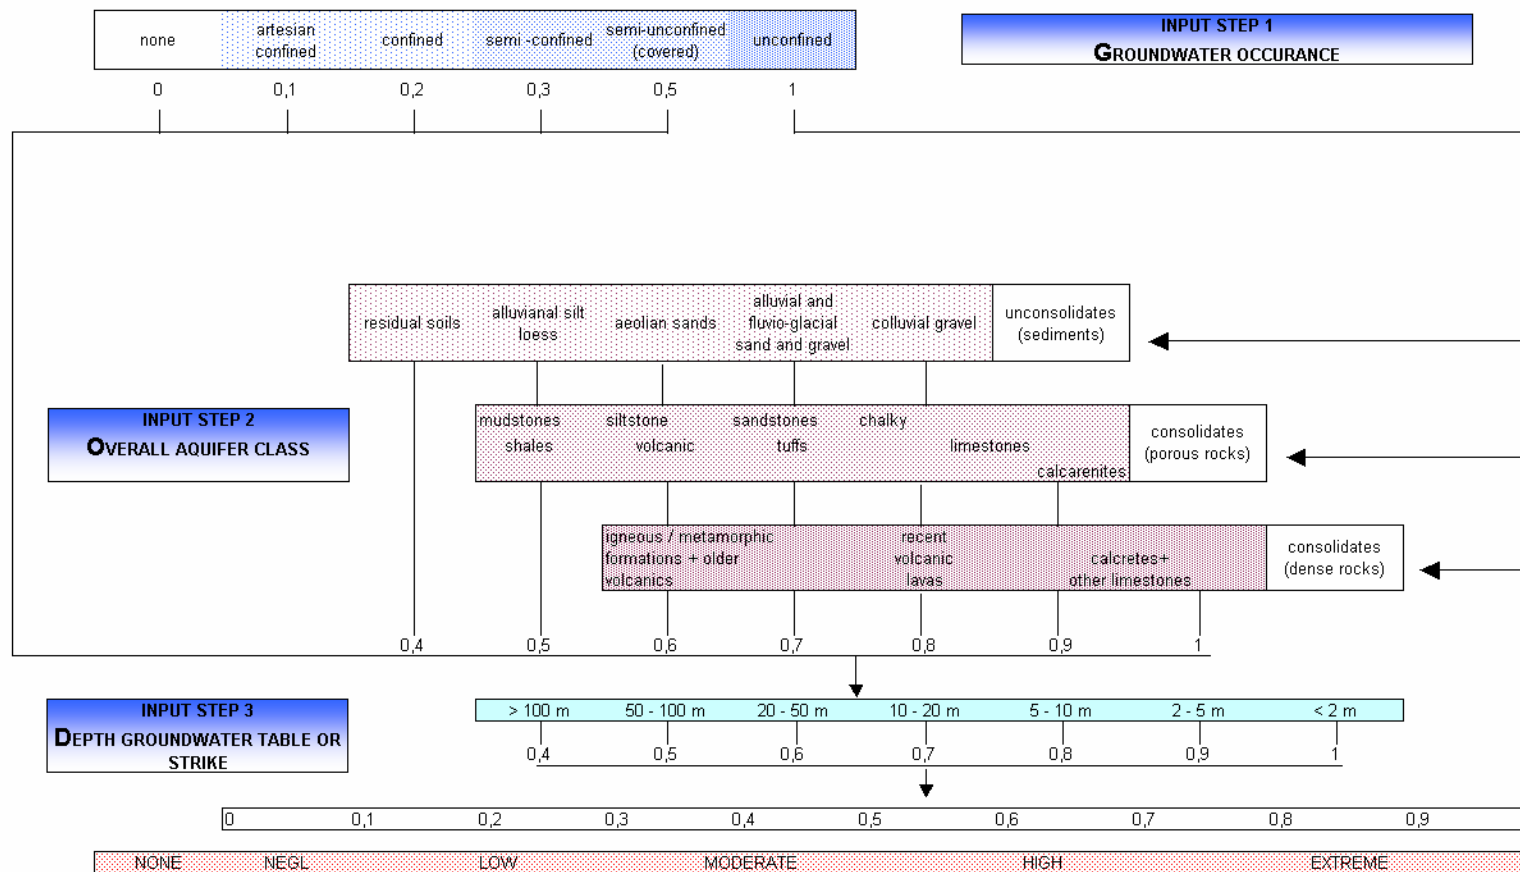 none
artesian
confined
confined
semi -confined
semi-unconfined
(covered)
unconfined
INPUT STEP 1
GROUNDWATER OCCURANCE
0
0,1
0,2
0,3
0,5
1
residual soils
alluvianal silt
loess
aeolian sands
alluvial and
fluvio-glacial
sand and gravel
colluvial gravel
unconsolidates
(sediments)
INPUT STEP 2
OVERALL AQUIFER CLASS
mudstones
shales
siltstone
volcanic
sandstones
tuffs
chalky
limestones
calcarenites
consolidates
(porous rocks)
igneous / metamorphic
formations + older
volcanics
recent
volcanic
lavas
calcretes+
other limestones
consolidates
(dense rocks)
0,4
0,5
0,6
0,7
0,8
0,9
1
INPUT STEP 3
DEPTH GROUNDWATER TABLE OR
STRIKE
> 100 m
50 - 100 m
20 - 50 m
10 - 20 m
5 - 10 m
2 - 5 m
< 2 m
0,4
0,5
0,6
0,7
0,8
0,9
1
0
0,1
0,2
0,3
0,4
0,5
0,6
0,7
0,8
0,9
NONE
NEGL
LOW
MODERATE
HIGH
EXTREME